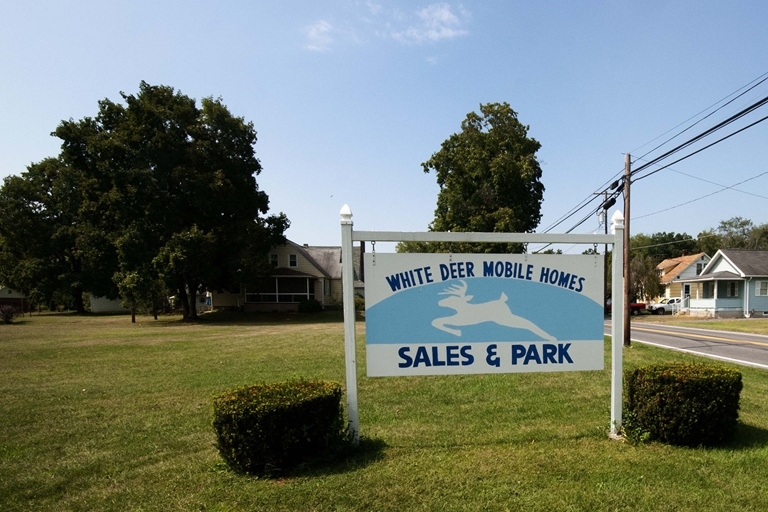 WHITE DEER MOBILE HOMES
SALES & PARK